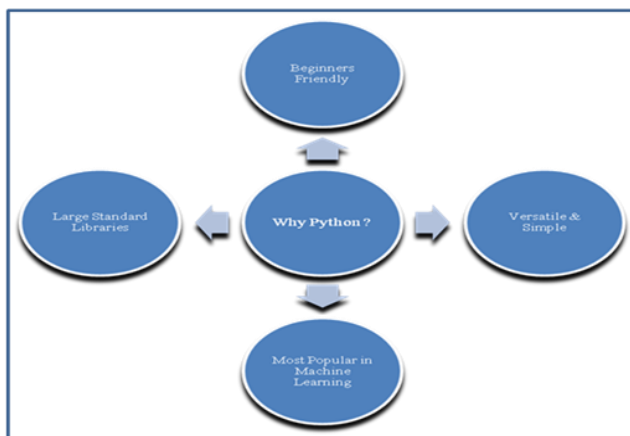 Beginners
Friendly
Large Standard
Libraries
Why Python ?
Versatile &
Simple
Most Popular in
Machine
Learning